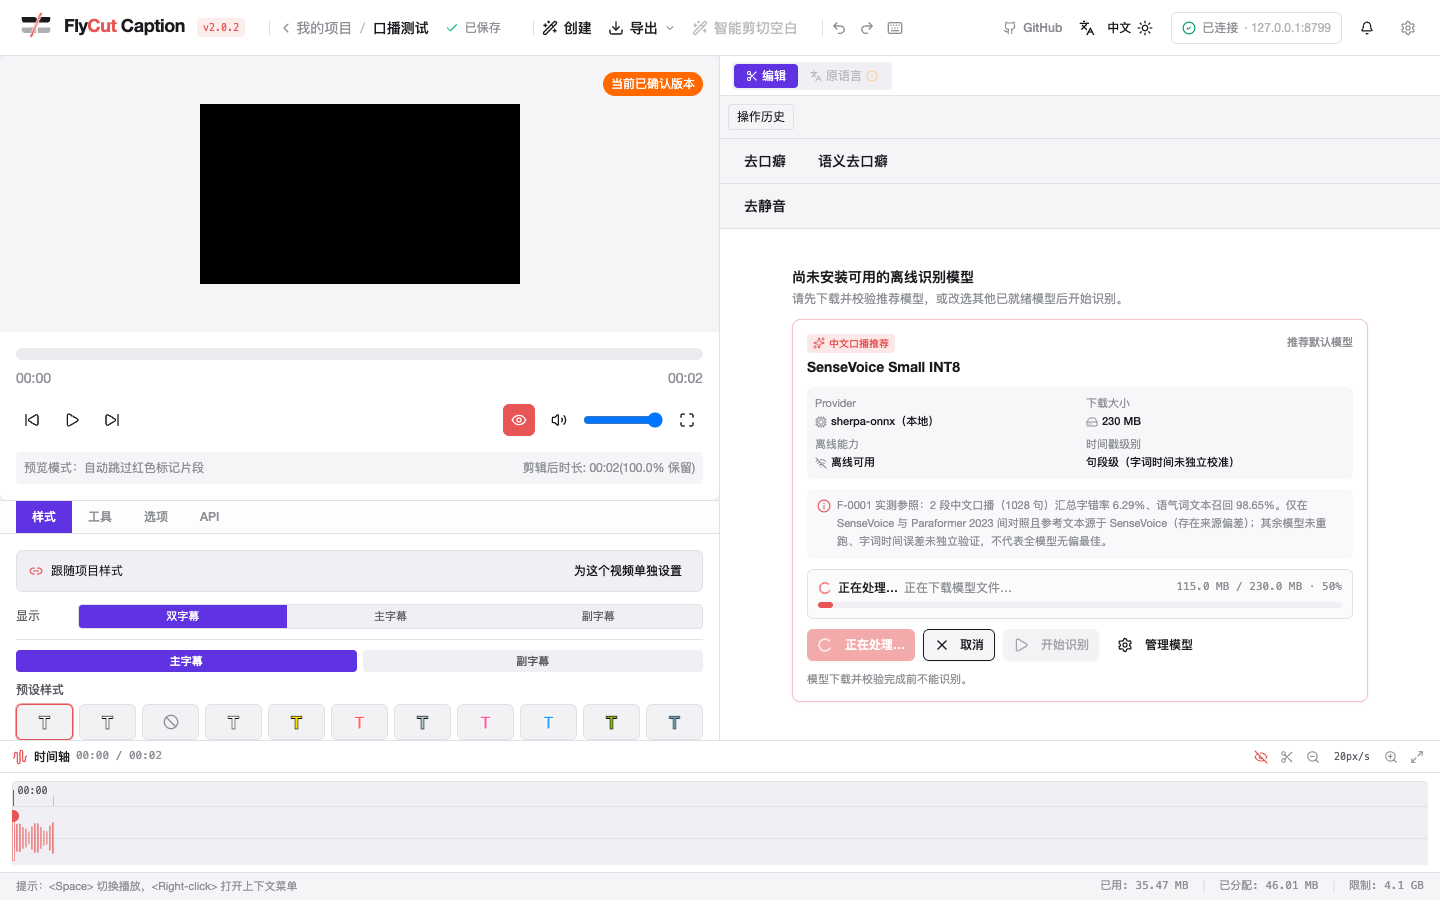 FlyCut Caption v2.0.2 我的项目 / 口播测试 已保存 创建 导出 智能剪切空白 GitHub 中文 已连接 · 127.0.0.1:8799
当前已确认版本
00:00 00:02
预览模式：自动跳过红色标记片段 剪辑后时长: 00:02(100.0% 保留)
样式 工具 选项 API
跟随项目样式 为这个视频单独设置
显示 双字幕 主字幕 副字幕
主字幕 副字幕
预设样式
T T T T T T T T T T
编辑 原语言
操作历史
去口癖 语义去口癖
去静音
尚未安装可用的离线识别模型
请先下载并校验推荐模型，或改选其他已就绪模型后开始识别。
中文口播推荐 推荐默认模型
SenseVoice Small INT8
Provider 下载大小
sherpa-onnx（本地） 230 MB
离线能力 时间戳级别
离线可用 句段级（字词时间未独立校准）
F-0001 实测参照：2 段中文口播（1028 句）汇总字错率 6.29%、语气词文本召回 98.65%。仅在
SenseVoice 与 Paraformer 2023 间对照且参考文本源于 SenseVoice（存在来源偏差）；其余模型未重
跑、字词时间误差未独立验证，不代表全模型无偏最佳。
正在处理... 正在下载模型文件... 115.0 MB / 230.0 MB · 50%
正在处理... 取消 开始识别 管理模型
模型下载并校验完成前不能识别。
时间轴 00:00 / 00:02 20px/s
00:00
提示: <Space> 切换播放，<Right-click> 打开上下文菜单 已用: 35.47 MB 已分配: 46.01 MB 限制: 4.1 GB